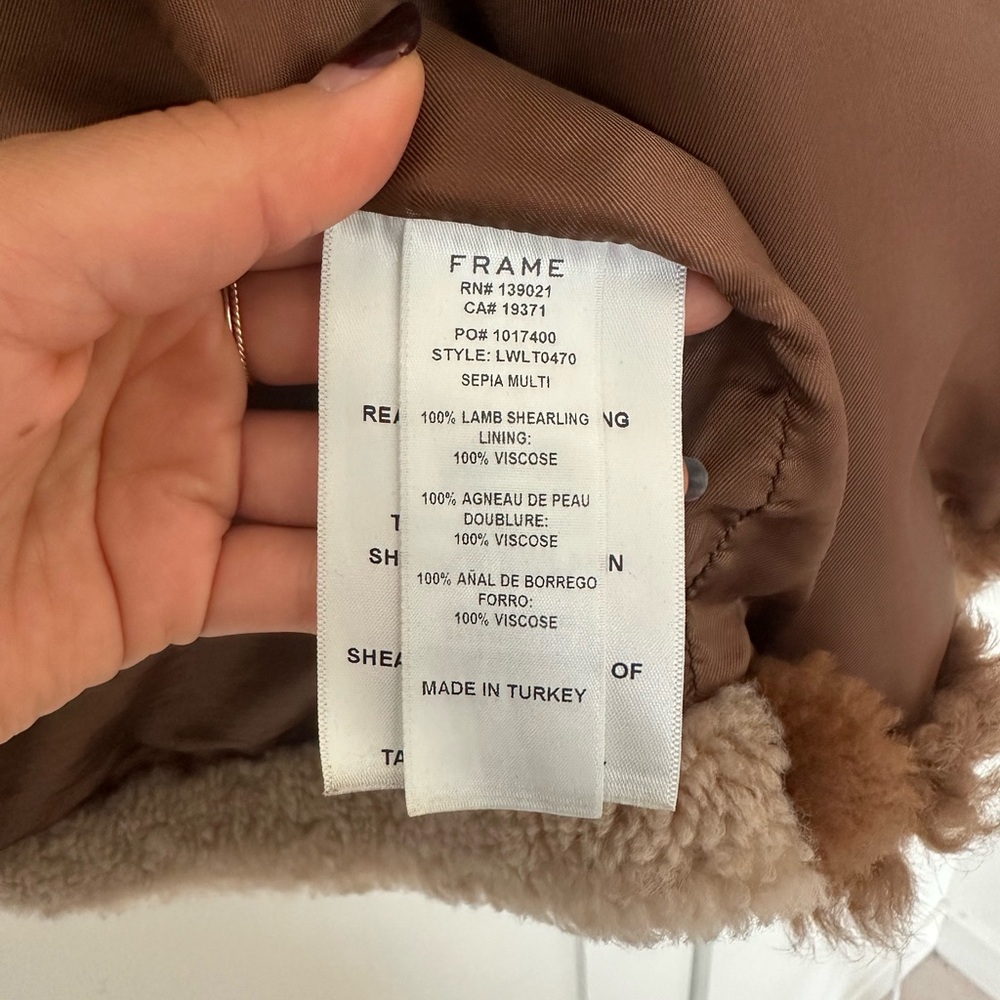 FRAME
RN# 139021
CA# 19371
PO# 1017400
STYLE: LWLT0470
SEPIA MULTI
100% LAMB SHEARLING
LINING:
100% VISCOSE
100% AGNEAU DE PEAU
DOUBLURE:
100% VISCOSE
100% AÑAL DE BORREGO
FORRO:
100% VISCOSE
MADE IN TURKEY
OF